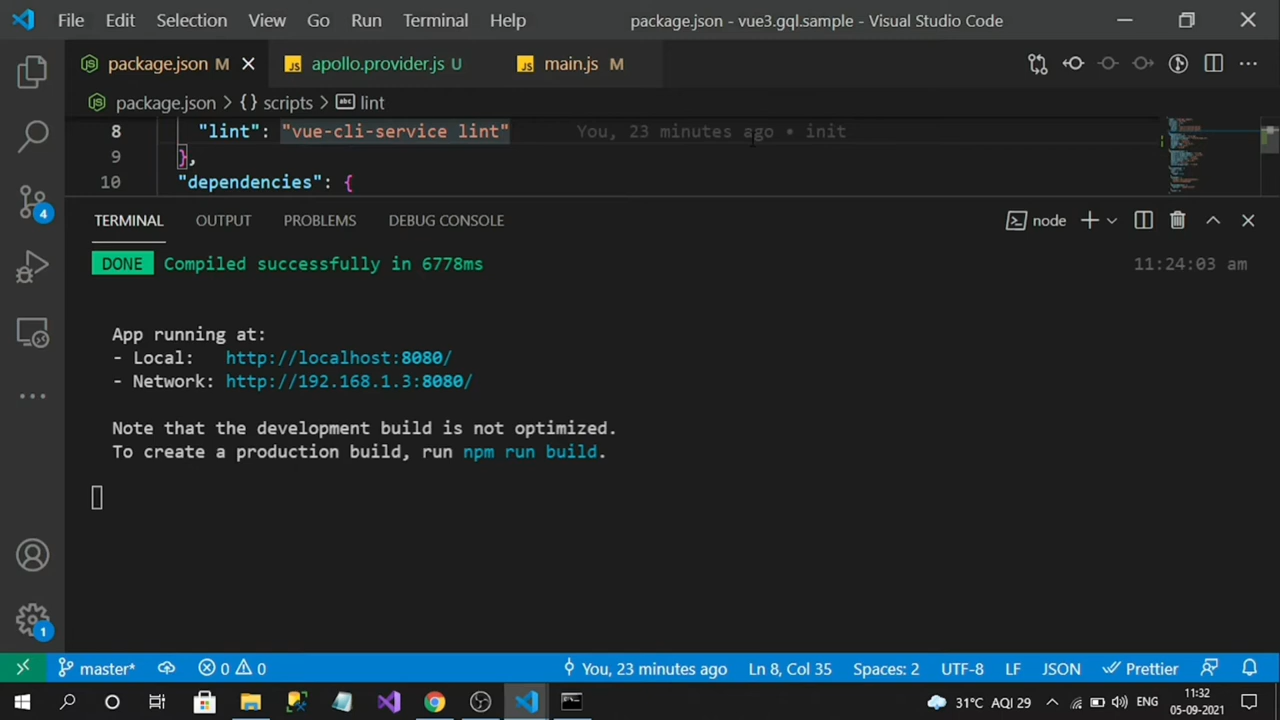 File Edit Selection View Go Run Terminal Help package.json - vue3.gql.sample - Visual Studio Code
package.json M apollo.provider.js U JS main.js M
package.json > {} scripts > abc lint
8 "lint": "vue-cli-service lint" You, 23 minutes ago • init
9 },
10 "dependencies": {
TERMINAL OUTPUT PROBLEMS DEBUG CONSOLE node
DONE Compiled successfully in 6778ms 11:24:03 am
App running at:
- Local: http://localhost:8080/
- Network: http://192.168.1.3:8080/
Note that the development build is not optimized.
To create a production build, run npm run build.
4
1
master* 0 0 You, 23 minutes ago Ln 8, Col 35 Spaces: 2 UTF-8 LF JSON Prettier
31°C AQI 29 ENG 11:32
05-09-2021